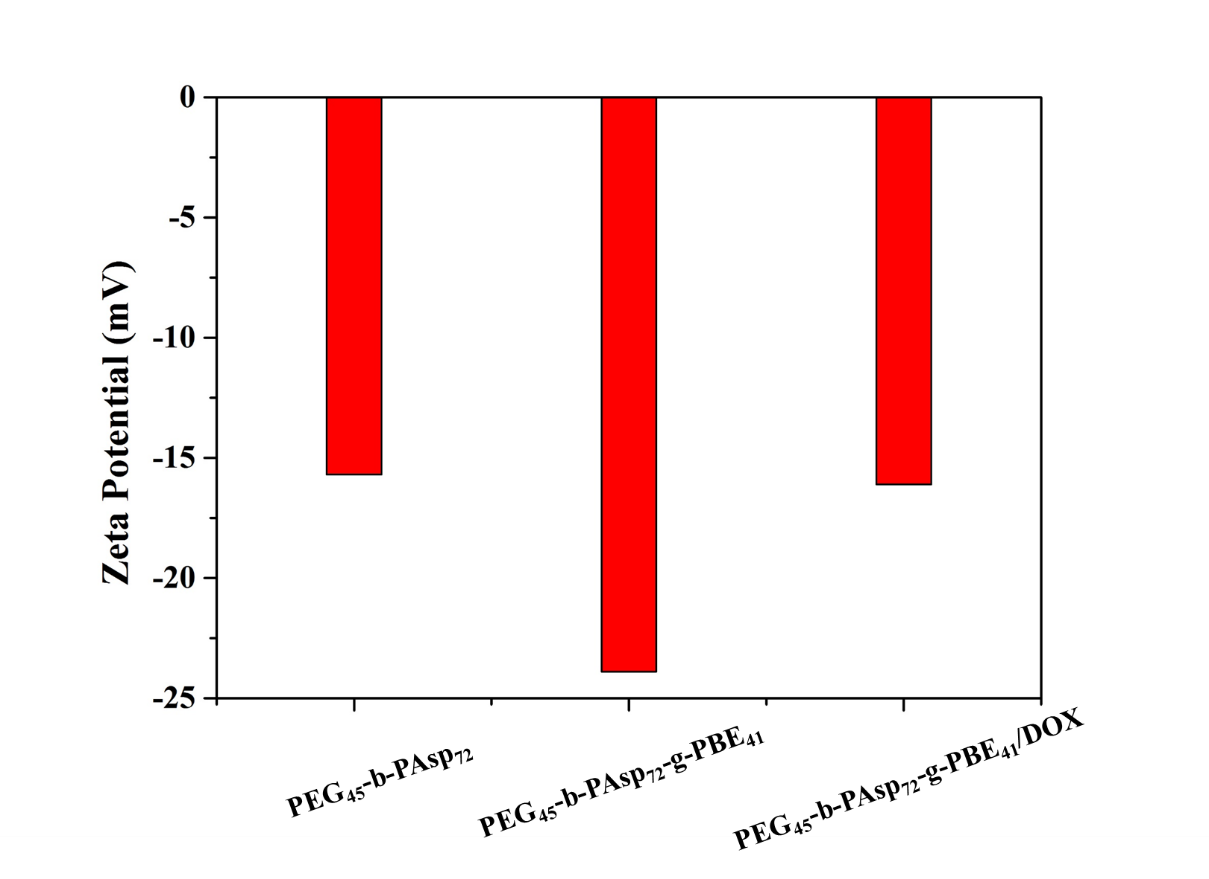 0
-5
-10
-15
-20
-25
Zeta Potential (mV)
PEG₄₅-b-PAsp₇₂
PEG₄₅-b-PAsp₇₂-g-PBE₄₁
PEG₄₅-b-PAsp₇₂-g-PBE₄₁/DOX